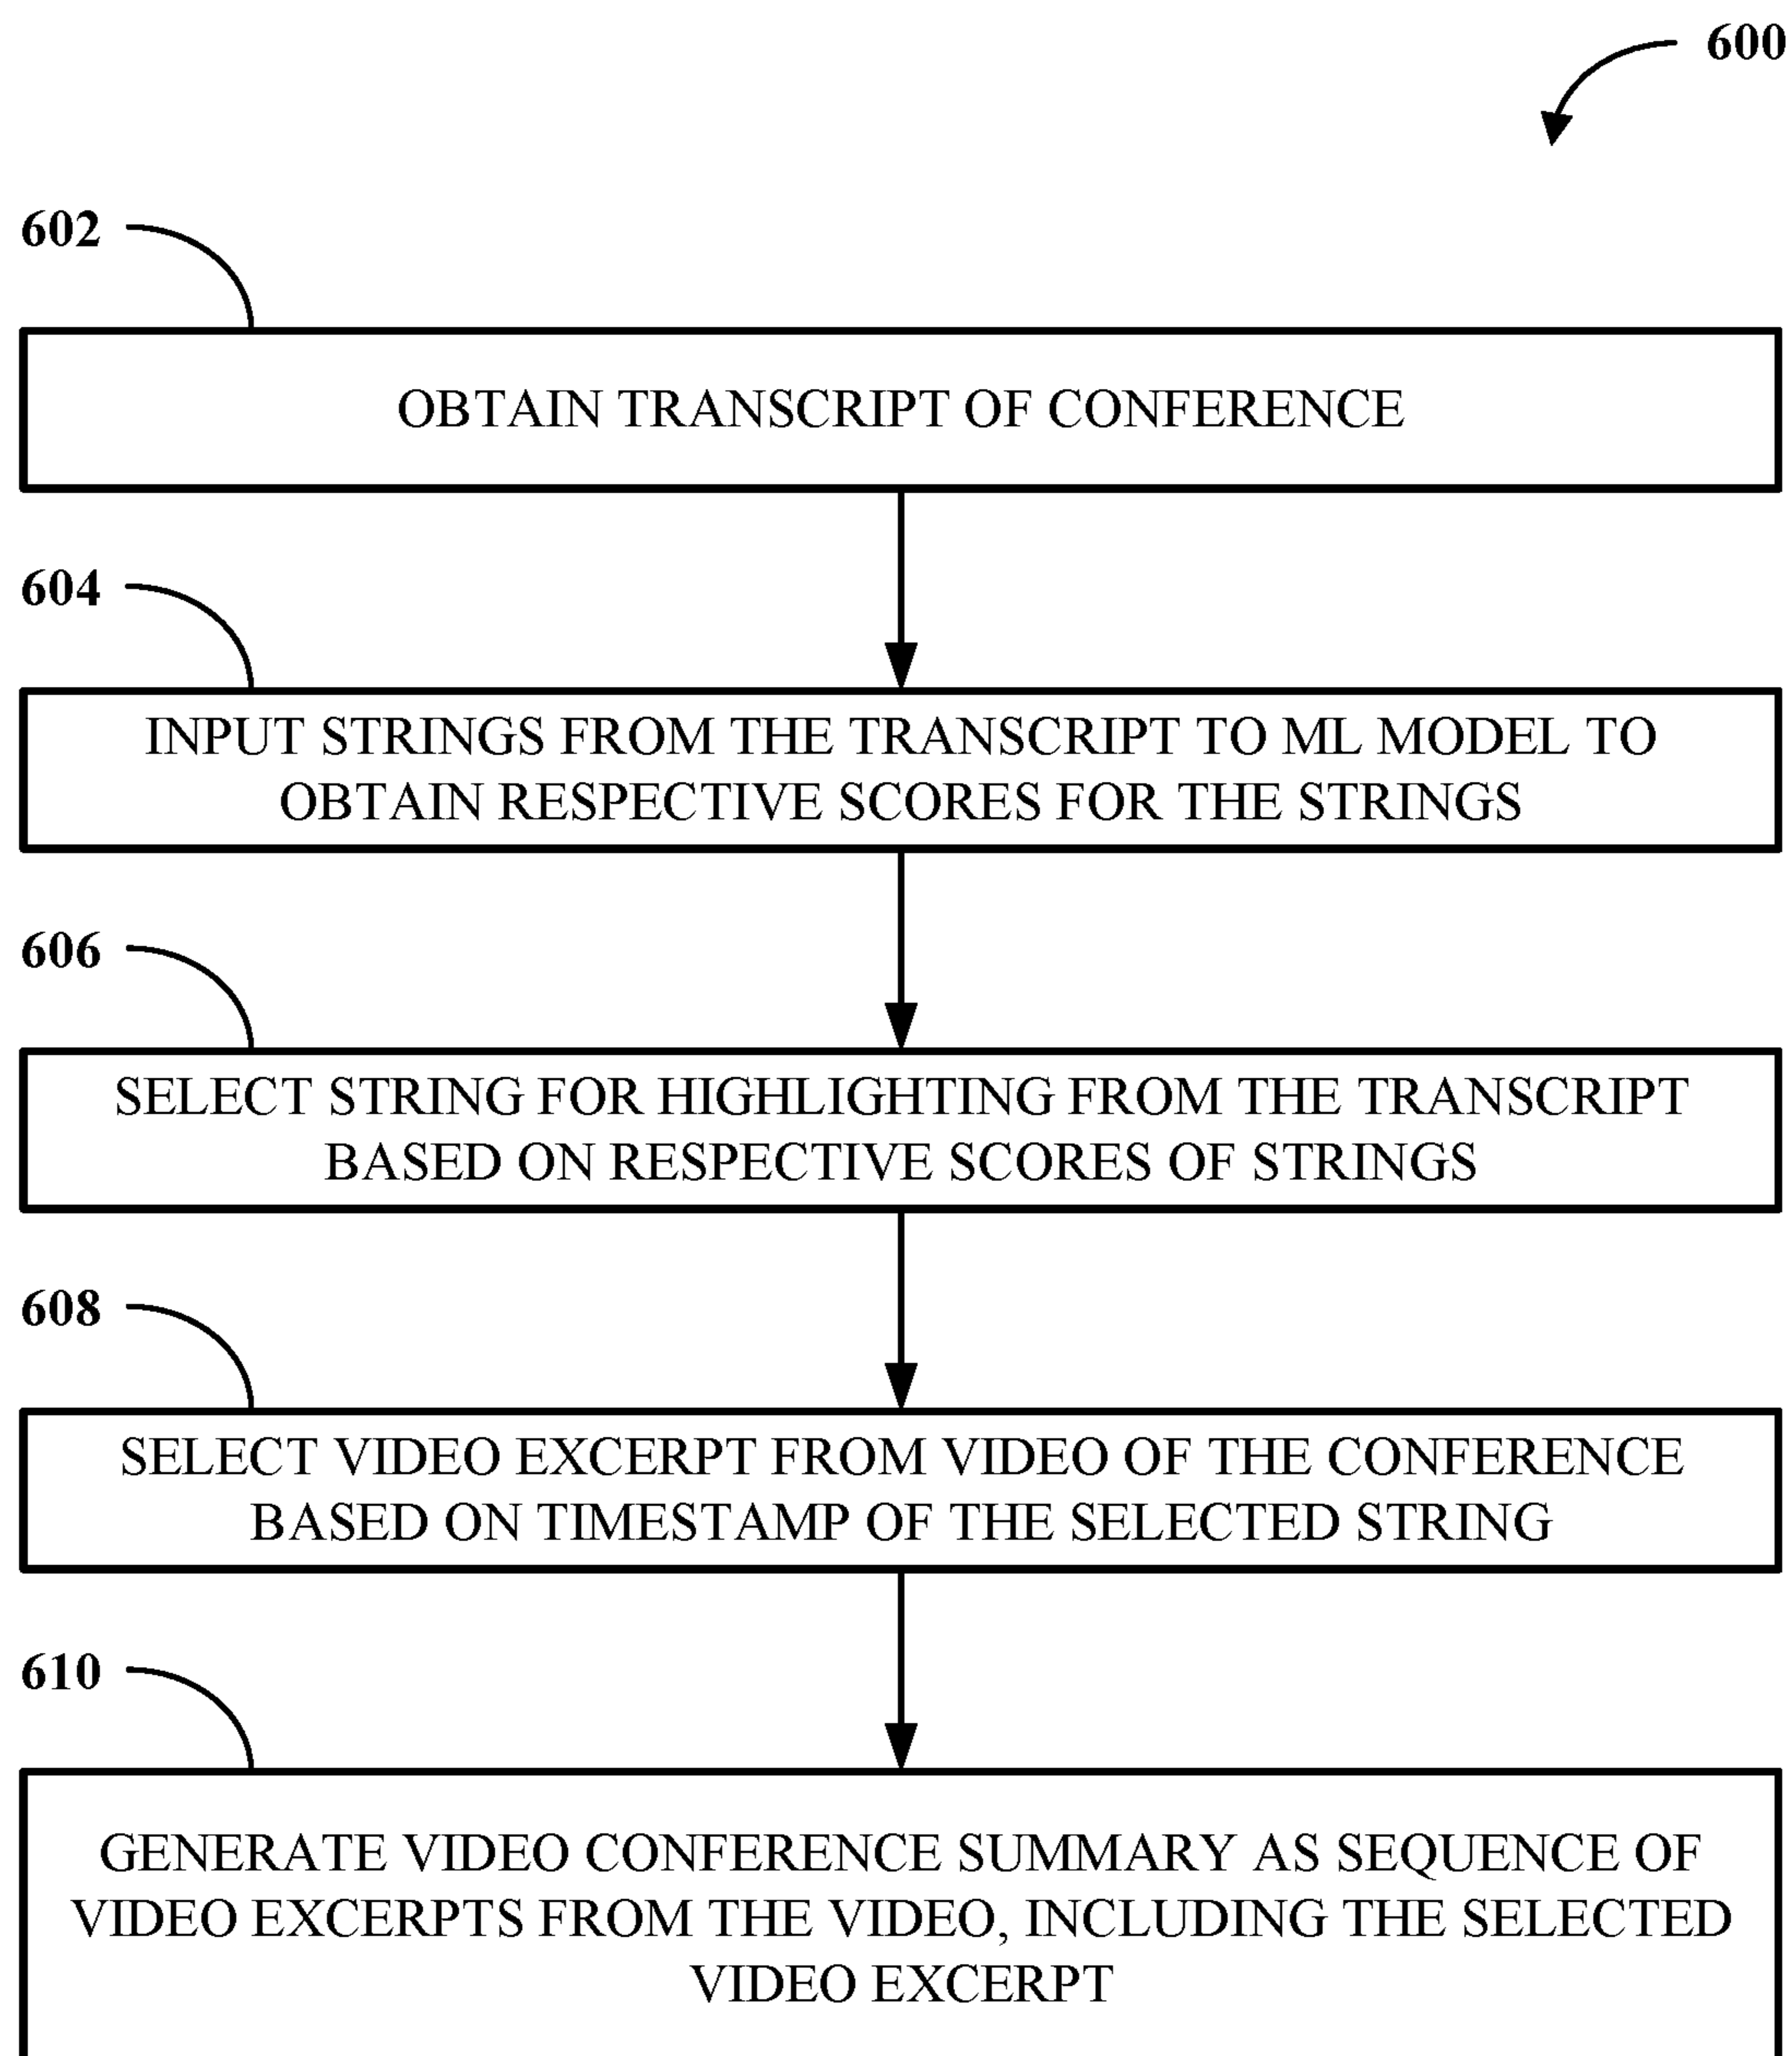 600
602
OBTAIN TRANSCRIPT OF CONFERENCE
604
INPUT STRINGS FROM THE TRANSCRIPT TO ML MODEL TO
OBTAIN RESPECTIVE SCORES FOR THE STRINGS
606
SELECT STRING FOR HIGHLIGHTING FROM THE TRANSCRIPT
BASED ON RESPECTIVE SCORES OF STRINGS
608
SELECT VIDEO EXCERPT FROM VIDEO OF THE CONFERENCE
BASED ON TIMESTAMP OF THE SELECTED STRING
610
GENERATE VIDEO CONFERENCE SUMMARY AS SEQUENCE OF
VIDEO EXCERPTS FROM THE VIDEO, INCLUDING THE SELECTED
VIDEO EXCERPT